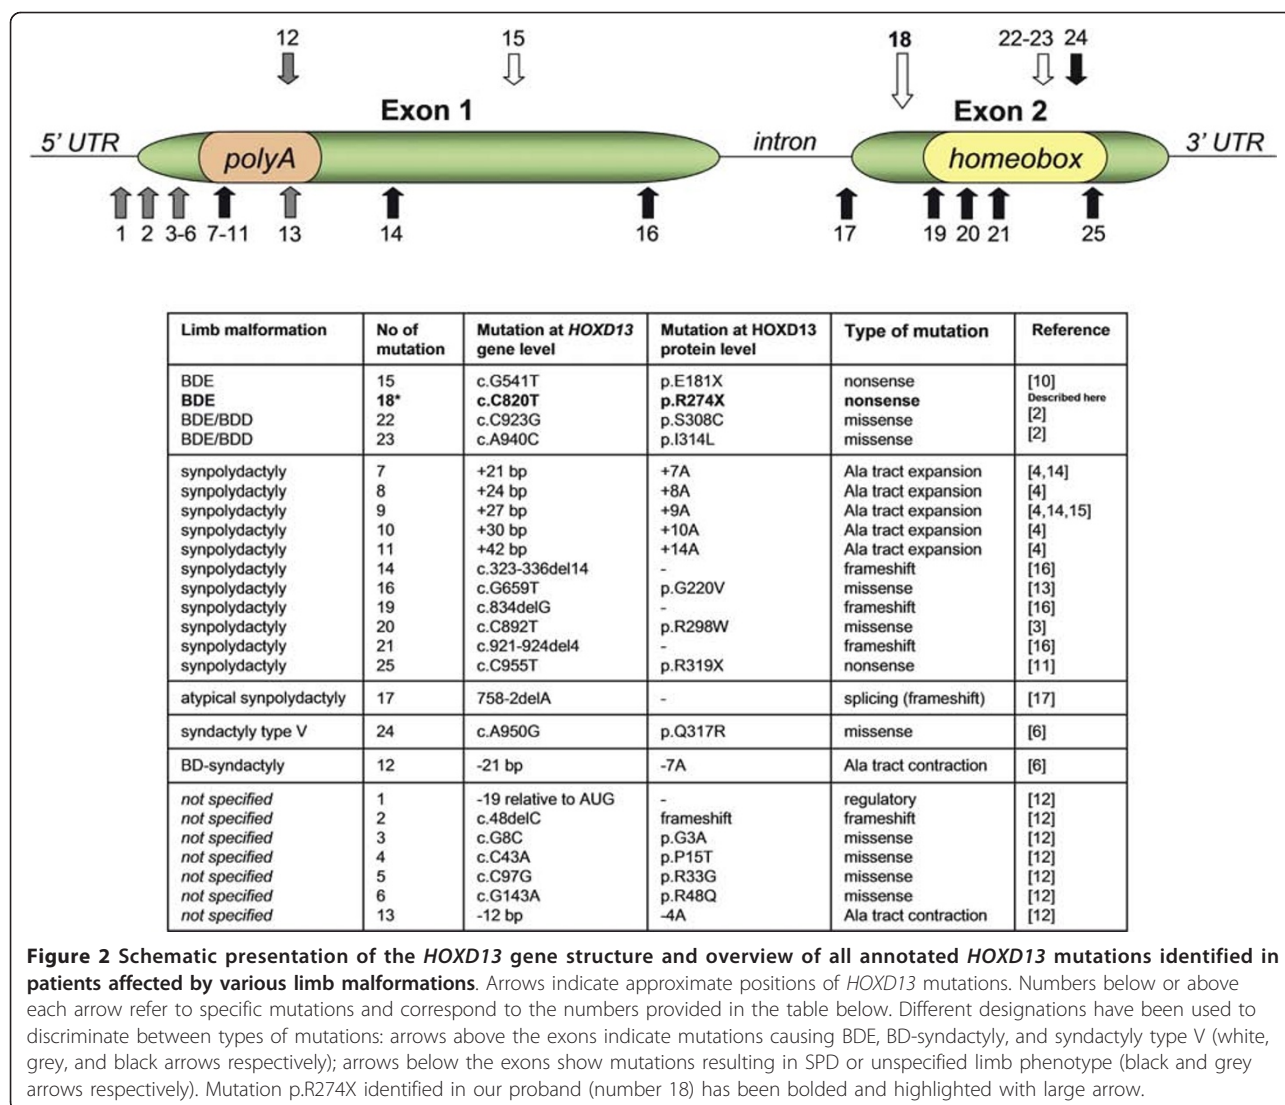 12 15 18 22-23 24
Exon 1 Exon 2
5' UTR polyA intron homeobox 3' UTR
1 2 3-6 7-11 13 14 16 17 19 20 21 25
Limb malformation No of mutation Mutation at HOXD13 gene level Mutation at HOXD13 protein level Type of mutation Reference
BDE 15 c.G541T p.E181X nonsense [10]
BDE 18* c.C820T p.R274X nonsense Described here
BDE/BDD 22 c.C923G p.S308C missense [2]
BDE/BDD 23 c.A940C p.I314L missense [2]
synpolydactyly 7 +21 bp +7A Ala tract expansion [4,14]
synpolydactyly 8 +24 bp +8A Ala tract expansion [4]
synpolydactyly 9 +27 bp +9A Ala tract expansion [4,14,15]
synpolydactyly 10 +30 bp +10A Ala tract expansion [4]
synpolydactyly 11 +42 bp +14A Ala tract expansion [4]
synpolydactyly 14 c.323-336del14 - frameshift [16]
synpolydactyly 16 c.G659T p.G220V missense [13]
synpolydactyly 19 c.834delG - frameshift [16]
synpolydactyly 20 c.C892T p.R298W missense [3]
synpolydactyly 21 c.921-924del4 - frameshift [16]
synpolydactyly 25 c.C955T p.R319X nonsense [11]
atypical synpolydactyly 17 758-2delA - splicing (frameshift) [17]
syndactyly type V 24 c.A950G p.Q317R missense [6]
BD-syndactyly 12 -21 bp -7A Ala tract contraction [6]
not specified 1 -19 relative to AUG - regulatory [12]
not specified 2 c.48delC frameshift frameshift [12]
not specified 3 c.G8C p.G3A missense [12]
not specified 4 c.C43A p.P15T missense [12]
not specified 5 c.C97G p.R33G missense [12]
not specified 6 c.G143A p.R48Q missense [12]
not specified 13 -12 bp -4A Ala tract contraction [12]
Figure 2 Schematic presentation of the HOXD13 gene structure and overview of all annotated HOXD13 mutations identified in
patients affected by various limb malformations. Arrows indicate approximate positions of HOXD13 mutations. Numbers below or above
each arrow refer to specific mutations and correspond to the numbers provided in the table below. Different designations have been used to
discriminate between types of mutations: arrows above the exons indicate mutations causing BDE, BD-syndactyly, and syndactyly type V (white,
grey, and black arrows respectively); arrows below the exons show mutations resulting in SPD or unspecified limb phenotype (black and grey
arrows respectively). Mutation p.R274X identified in our proband (number 18) has been bolded and highlighted with large arrow.